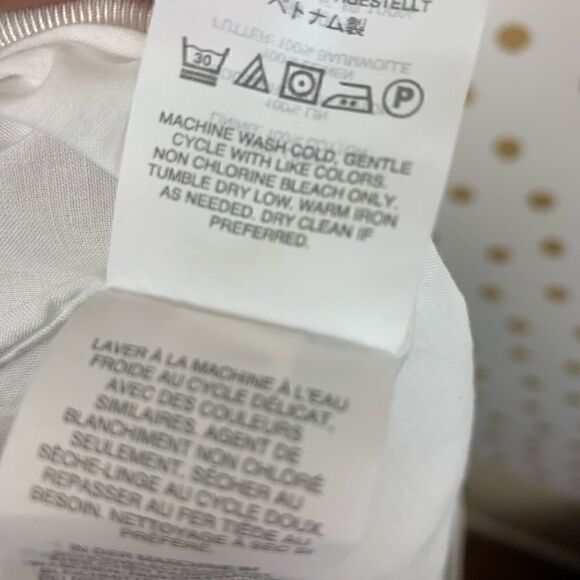 ベトナム製
30
P
MACHINE WASH COLD, GENTLE
CYCLE WITH LIKE COLORS.
NON CHLORINE BLEACH ONLY.
TUMBLE DRY LOW. WARM IRON
AS NEEDED. DRY CLEAN IF
PREFERRED.
LAVER À LA MACHINE À L'EAU
FROIDE AU CYCLE DÉLICAT,
AVEC DES COULEURS
SIMILAIRES. AGENT DE
BLANCHIMENT NON CHLORÉ
SEULEMENT. SÉCHER AU
SÈCHE-LINGE AU CYCLE DOUX.
REPASSER AU FER TIÈDE AU
BESOIN. NETTOYAGE À SEC SI
PRÉFÉRÉ.